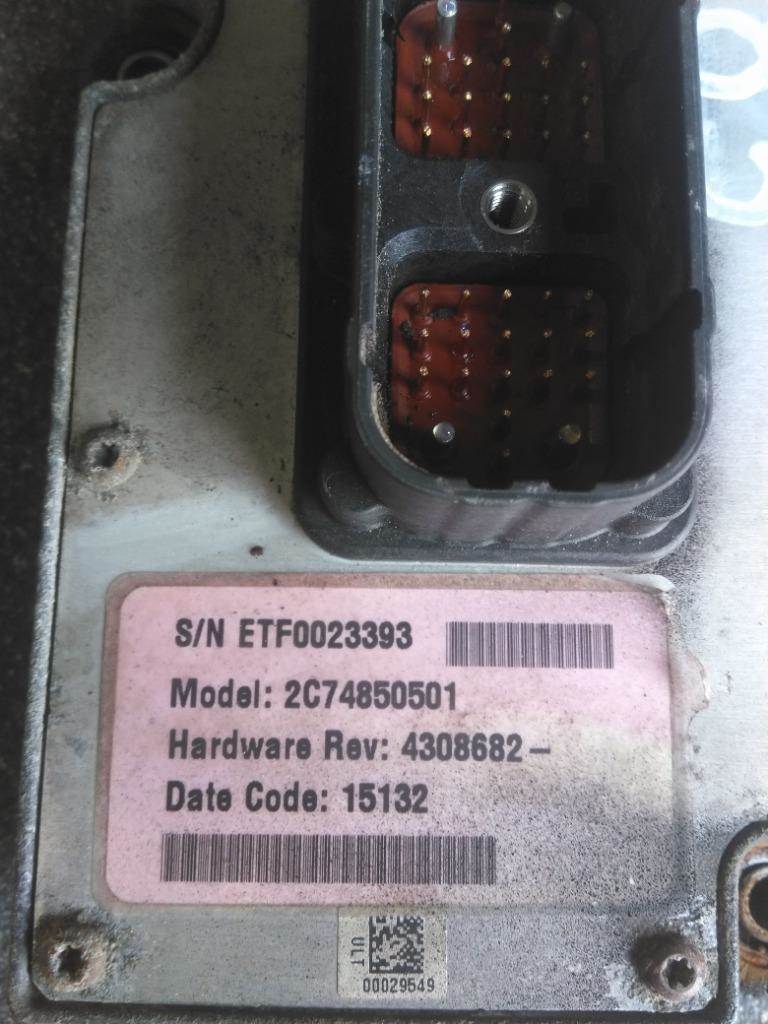 S/N ETF0023393
Model: 2C74850501
Hardware Rev: 4308682-
Date Code: 15132
ULT
00029549